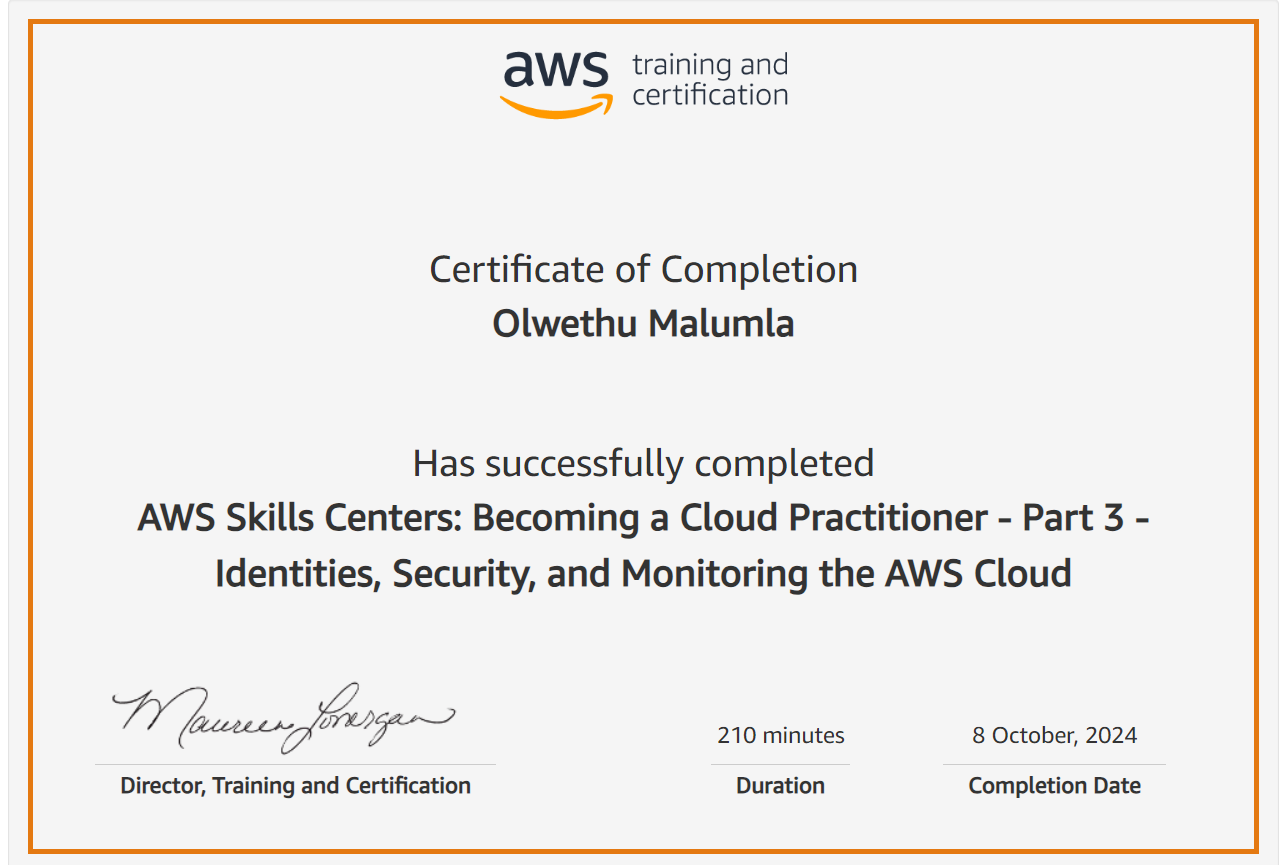 aws training and
certification
Certificate of Completion
Olwethu Malumla
Has successfully completed
AWS Skills Centers: Becoming a Cloud Practitioner - Part 3 -
Identities, Security, and Monitoring the AWS Cloud
Maureen Lonergan
210 minutes
8 October, 2024
Director, Training and Certification
Duration
Completion Date